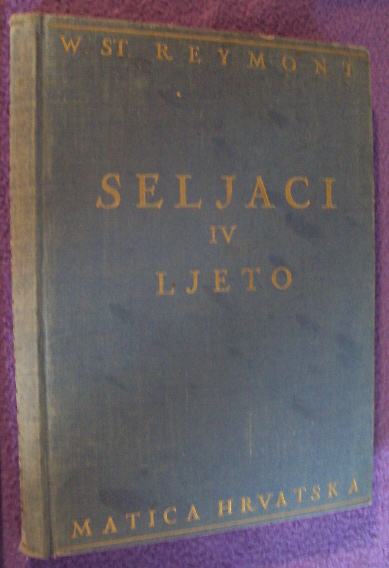 W. ST. REYMONT
SELJACI
IV
LJETO
MATICA HRVATSKA